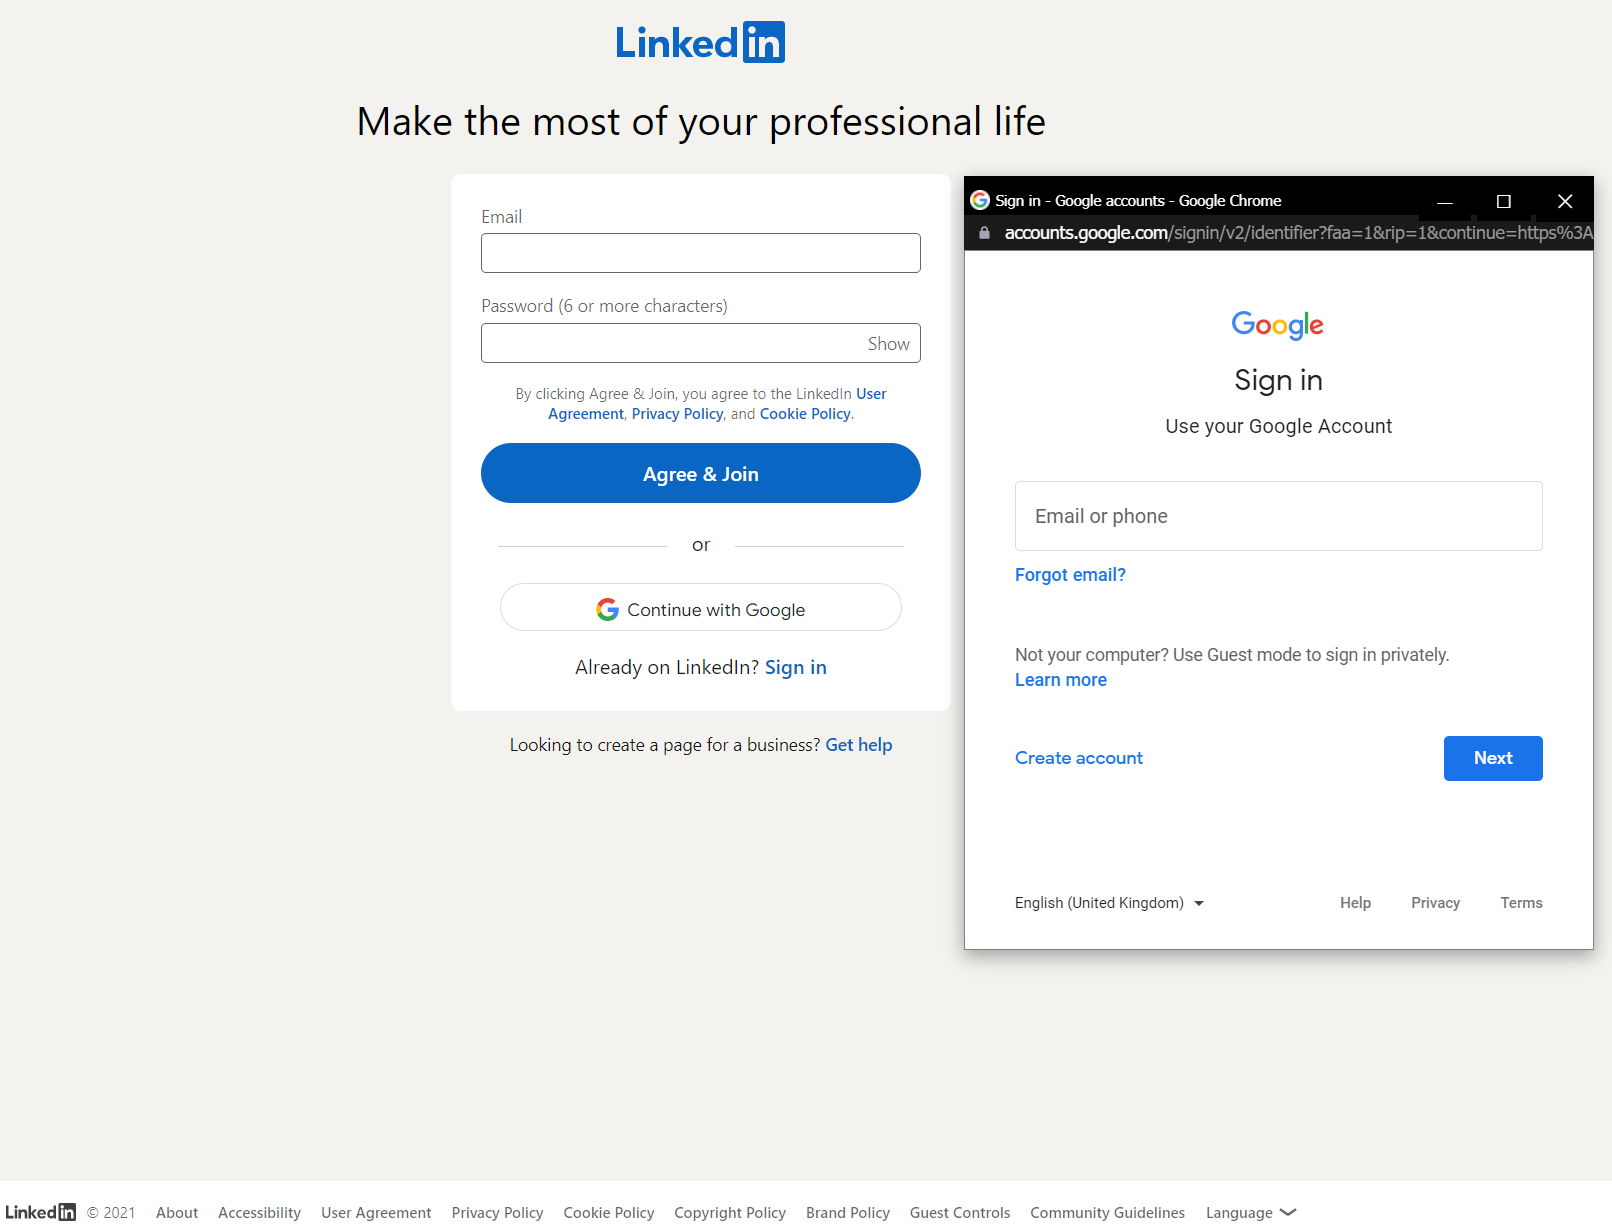 Linked in
Make the most of your professional life
Email
Password (6 or more characters)
Show
By clicking Agree & Join, you agree to the LinkedIn User
Agreement, Privacy Policy, and Cookie Policy.
Agree & Join
or
Continue with Google
Already on LinkedIn? Sign in
Looking to create a page for a business? Get help
Sign in - Google accounts - Google Chrome
accounts.google.com/signin/v2/identifier?faa=1&rip=1&continue=https%3A
Google
Sign in
Use your Google Account
Email or phone
Forgot email?
Not your computer? Use Guest mode to sign in privately.
Learn more
Create account
Next
English (United Kingdom)
Help Privacy Terms
Linked in © 2021 About Accessibility User Agreement Privacy Policy Cookie Policy Copyright Policy Brand Policy Guest Controls Community Guidelines Language